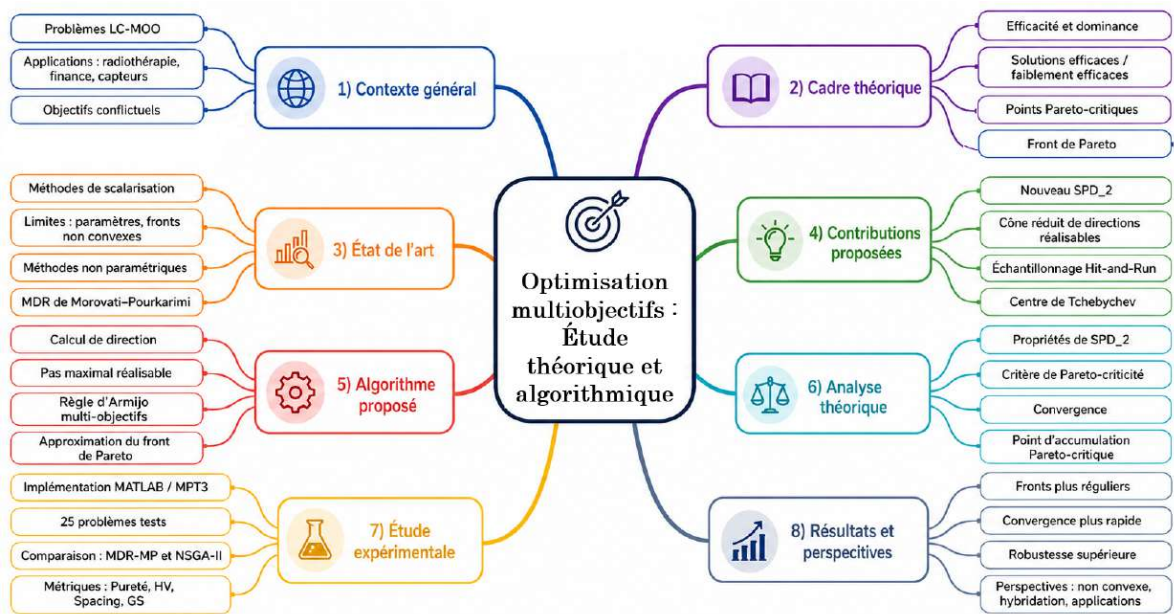 Optimisation
multiobjectifs :
Étude
théorique et
algorithmique
1) Contexte général
Problèmes LC-MOO
Applications : radiothérapie,
finance, capteurs
Objectifs conflictuels
2) Cadre théorique
Efficacité et dominance
Solutions efficaces /
faiblement efficaces
Points Pareto-critiques
Front de Pareto
3) État de l'art
Méthodes de scalarisation
Limites : paramètres, fronts
non convexes
Méthodes non paramétriques
MDR de Morovati–Pourkarimi
4) Contributions
proposées
Nouveau SPD_2
Cône réduit de directions
réalisables
Échantillonnage Hit-and-Run
Centre de Tchebychev
5) Algorithme
proposé
Calcul de direction
Pas maximal réalisable
Règle d'Armijo
multi-objectifs
Approximation du front
de Pareto
6) Analyse
théorique
Propriétés de SPD_2
Critère de Pareto-criticité
Convergence
Point d'accumulation
Pareto-critique
7) Étude
expérimentale
Implémentation MATLAB / MPT3
25 problèmes tests
Comparaison : MDR-MP et NSGA-II
Métriques : Pureté, HV,
Spacing, GS
8) Résultats et
perspectives
Fronts plus réguliers
Convergence plus rapide
Robustesse supérieure
Perspectives : non convexe,
hybridation, applications